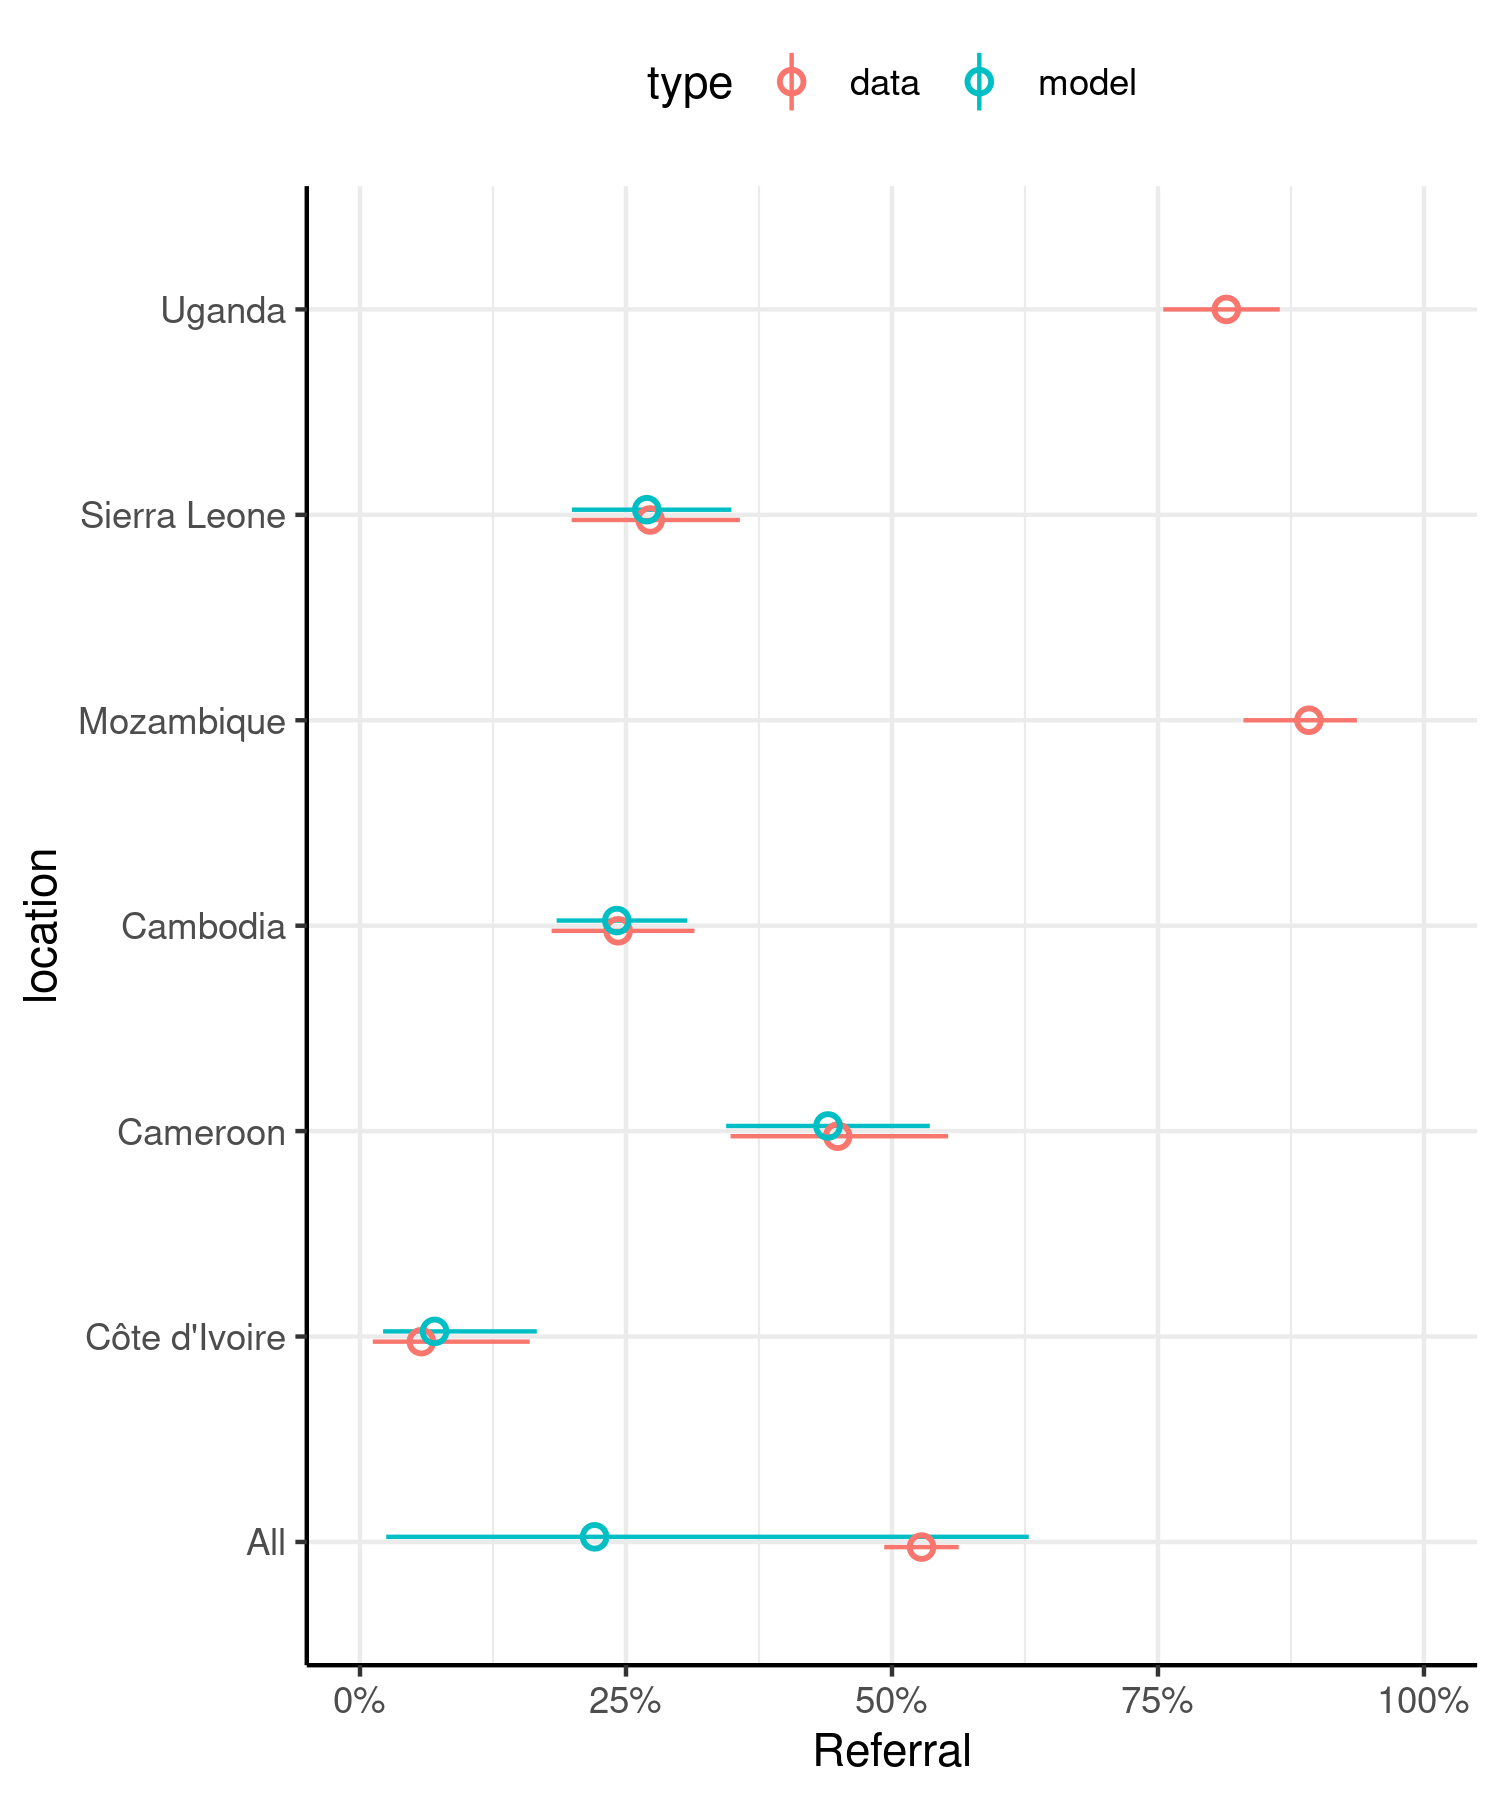 type data model
Uganda
Sierra Leone
Mozambique
Cambodia
Cameroon
Côte d'Ivoire
All
location
0% 25% 50% 75% 100%
Referral